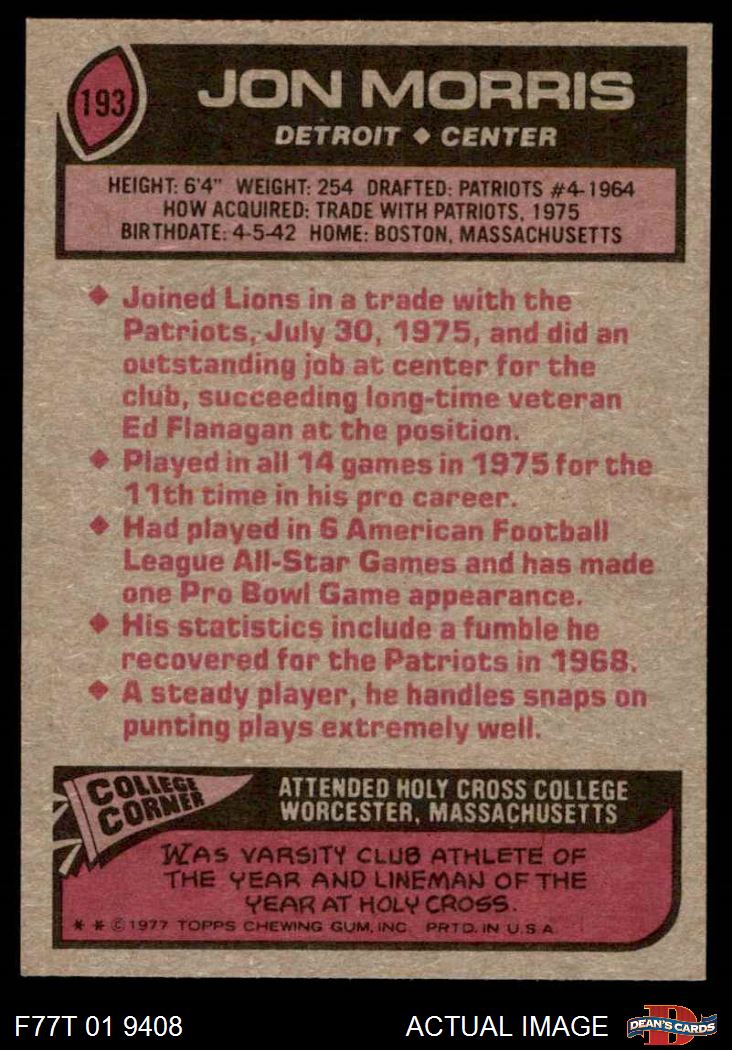 193
JON MORRIS
DETROIT ◆ CENTER
HEIGHT: 6'4" WEIGHT: 254 DRAFTED: PATRIOTS #4-1964
HOW ACQUIRED: TRADE WITH PATRIOTS, 1975
BIRTHDATE: 4-5-42 HOME: BOSTON, MASSACHUSETTS
◆ Joined Lions in a trade with the
Patriots, July 30, 1975, and did an
outstanding job at center for the
club, succeeding long-time veteran
Ed Flanagan at the position.
◆ Played in all 14 games in 1975 for the
11th time in his pro career.
◆ Had played in 6 American Football
League All-Star Games and has made
one Pro Bowl Game appearance.
◆ His statistics include a fumble he
recovered for the Patriots in 1968.
◆ A steady player, he handles snaps on
punting plays extremely well.
COLLEGE
CORNER
ATTENDED HOLY CROSS COLLEGE
WORCESTER, MASSACHUSETTS
WAS VARSITY CLUB ATHLETE OF
THE YEAR AND LINEMAN OF THE
YEAR AT HOLY CROSS.
* * © 1977 TOPPS CHEWING GUM, INC. PRTD. IN U.S.A.
F77T 01 9408
ACTUAL IMAGE
D
DEAN'S CARDS